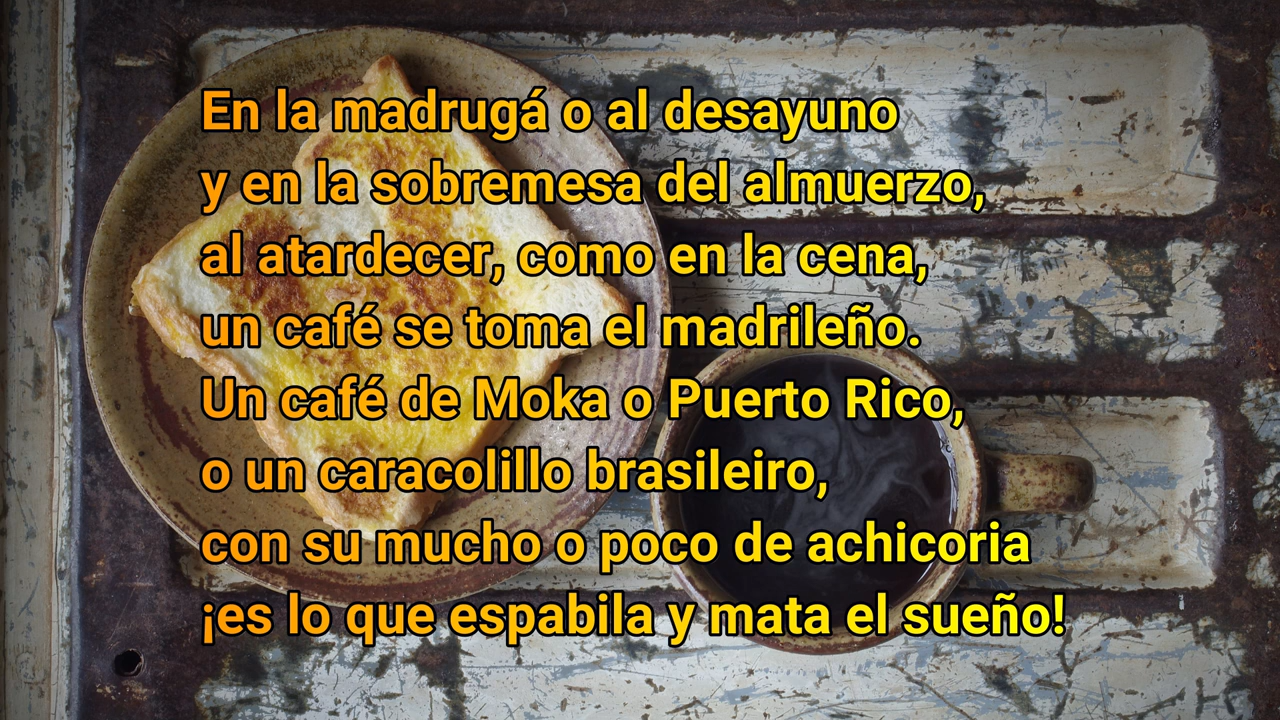 En la madrugá o al desayuno
y en la sobremesa del almuerzo,
al atardecer, como en la cena,
un café se toma el madrileño.
Un café de Moka o Puerto Rico,
o un caracolillo brasileiro,
con su mucho o poco de achicoria
¡es lo que espabila y mata el sueño!